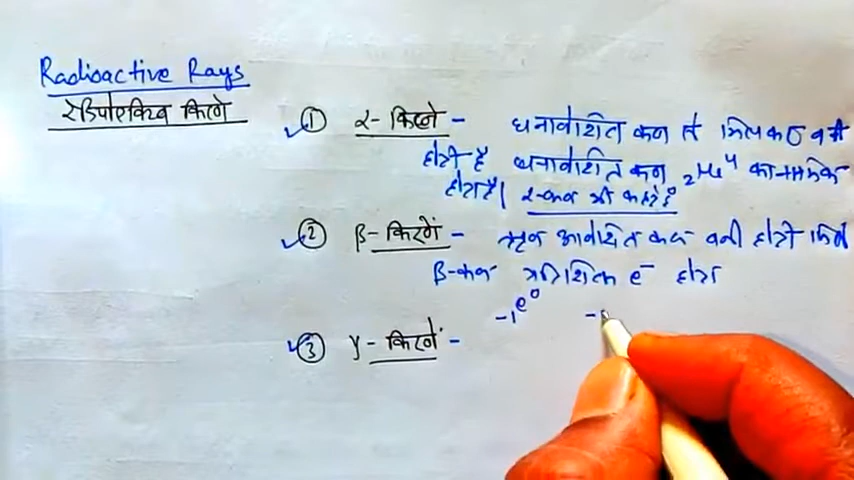 Radioactive Rays
रेडियोएक्टिव किरणें
① α- किरणें - धनावेशित कण से मिलकर बनी
होती है धनावेशित कण ₂He⁴ का नाभिक
होता है। α-कण भी कहते हैं
② β- किरणें - ऋण आवेशित कण बनी होती
β-कण e⁻ होता
₋₁e⁰ -1
③ γ- किरणें -